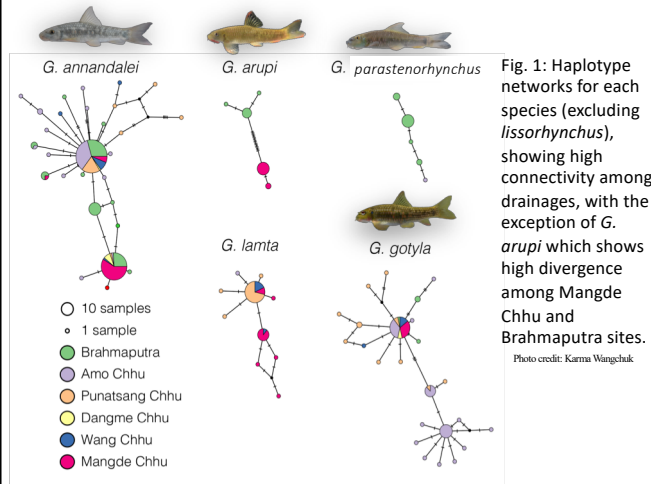 G. annandalei
G. arupi
G. parastenorhynchus
G. lamta
G. gotyla
10 samples
1 sample
Brahmaputra
Amo Chhu
Punatsang Chhu
Dangme Chhu
Wang Chhu
Mangde Chhu
Fig. 1: Haplotype
networks for each
species (excluding
lissorhynchus),
showing high
connectivity among
drainages, with the
exception of G.
arupi which shows
high divergence
among Mangde
Chhu and
Brahmaputra sites.
Photo credit: Karma Wangchuk